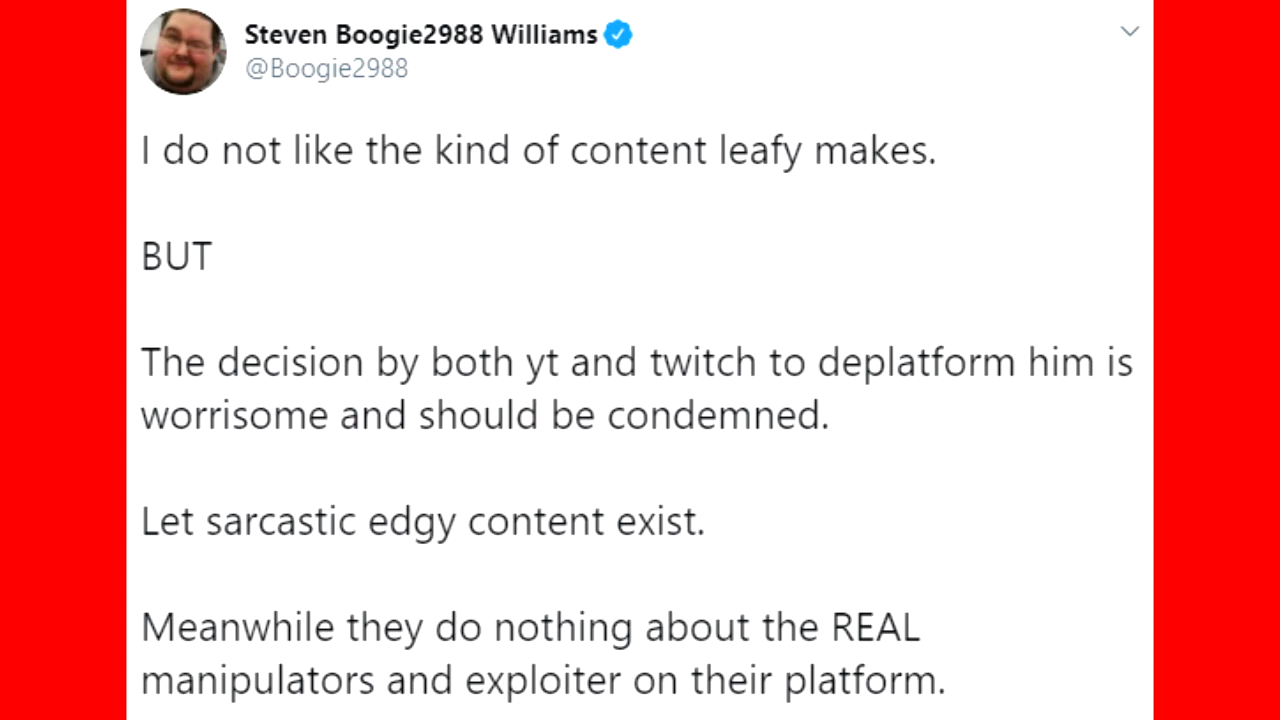 Steven Boogie2988 Williams
@Boogie2988
I do not like the kind of content leafy makes.
BUT
The decision by both yt and twitch to deplatform him is
worrisome and should be condemned.
Let sarcastic edgy content exist.
Meanwhile they do nothing about the REAL
manipulators and exploiter on their platform.